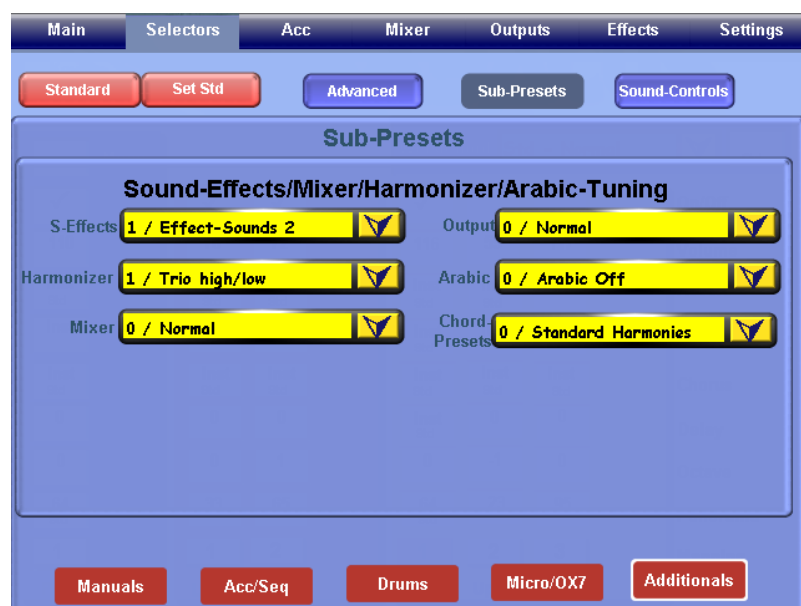 Main Selectors Acc Mixer Outputs Effects Settings
Standard Set Std Advanced Sub-Presets Sound-Controls
Sub-Presets
Sound-Effects/Mixer/Harmonizer/Arabic-Tuning
S-Effects 1 / Effect-Sounds 2 Output 0 / Normal
Harmonizer 1 / Trio high/low Arabic 0 / Arabic Off
Mixer 0 / Normal Chord-
Presets 0 / Standard Harmonies
Manuals Acc/Seq Drums Micro/OX7 Additionals